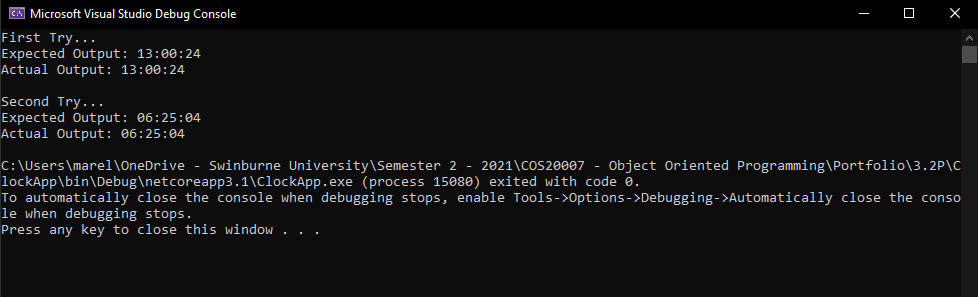 Microsoft Visual Studio Debug Console
First Try...
Expected Output: 13:00:24
Actual Output: 13:00:24
Second Try...
Expected Output: 06:25:04
Actual Output: 06:25:04
C:\Users\marel\OneDrive - Swinburne University\Semester 2 - 2021\COS20007 - Object Oriented Programming\Portfolio\3.2P\C
lockApp\bin\Debug\netcoreapp3.1\ClockApp.exe (process 15080) exited with code 0.
To automatically close the console when debugging stops, enable Tools->Options->Debugging->Automatically close the conso
le when debugging stops.
Press any key to close this window . . .